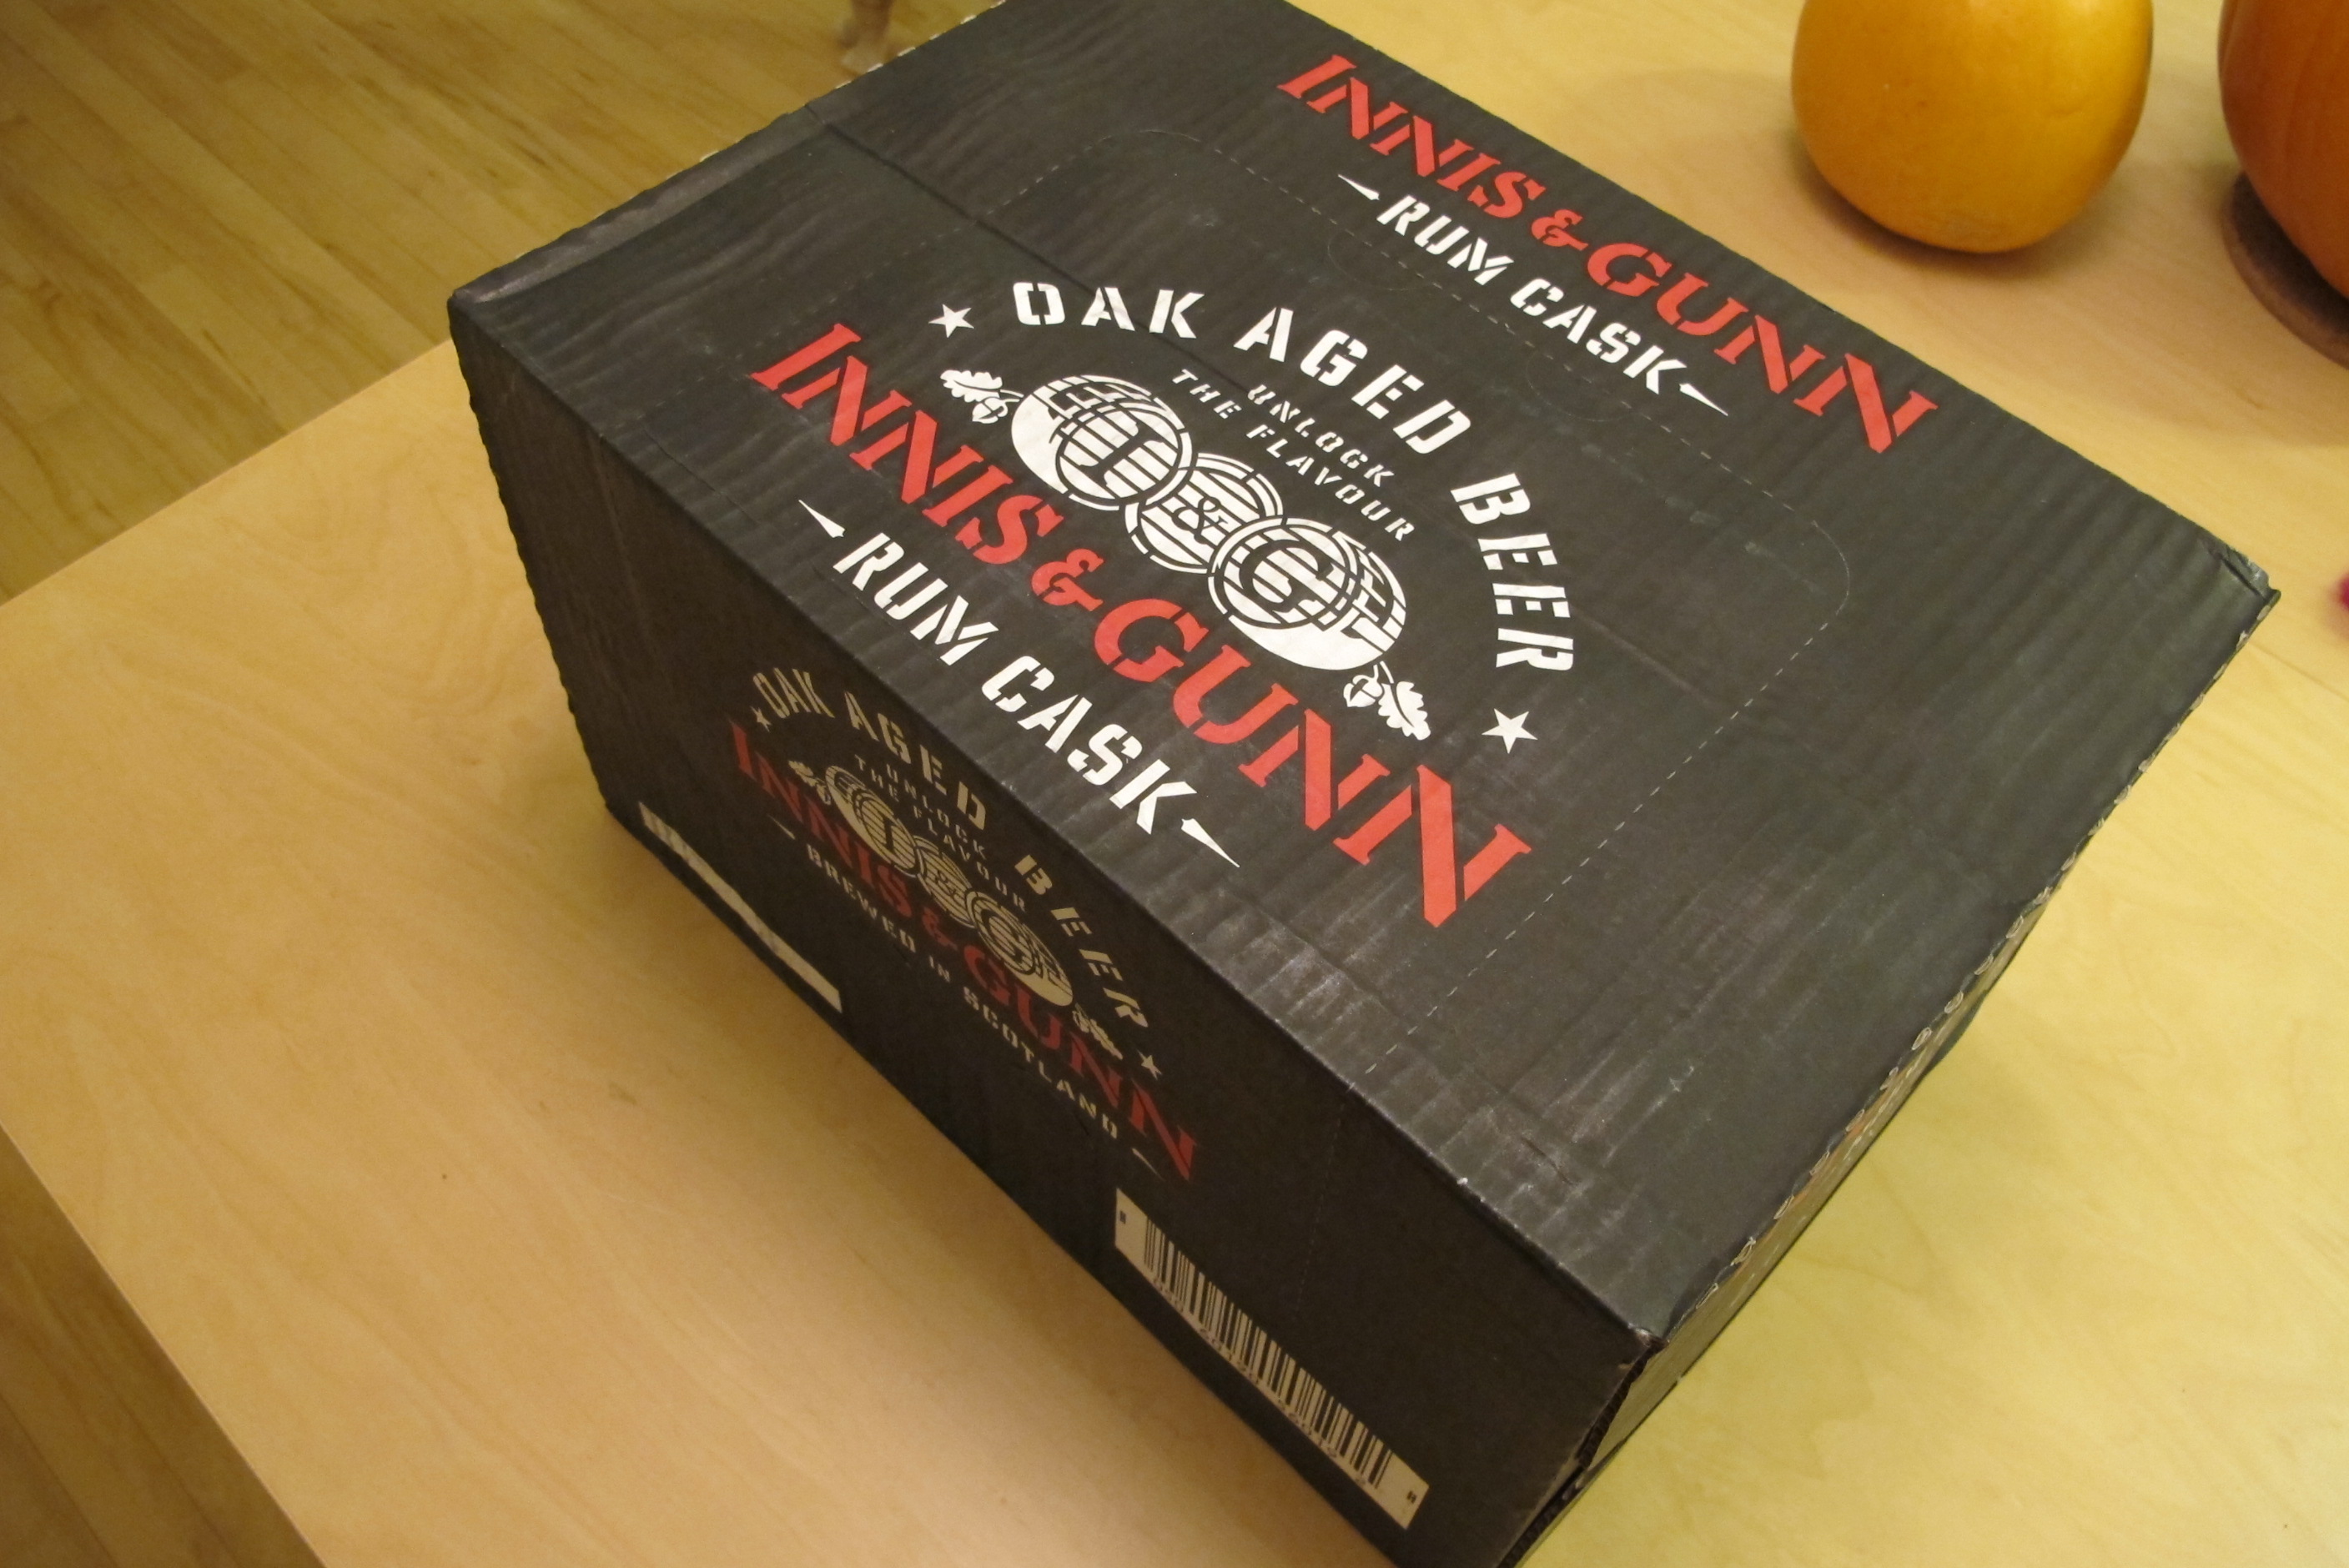 INNIS & GUNN
RUM CASK
OAK AGED BEER
UNLOCK
THE FLAVOUR
I & G
INNIS & GUNN
RUM CASK
OAK AGED BEER
UNLOCK
THE FLAVOUR
I & G
INNIS & GUNN
BREWED IN SCOTLAND